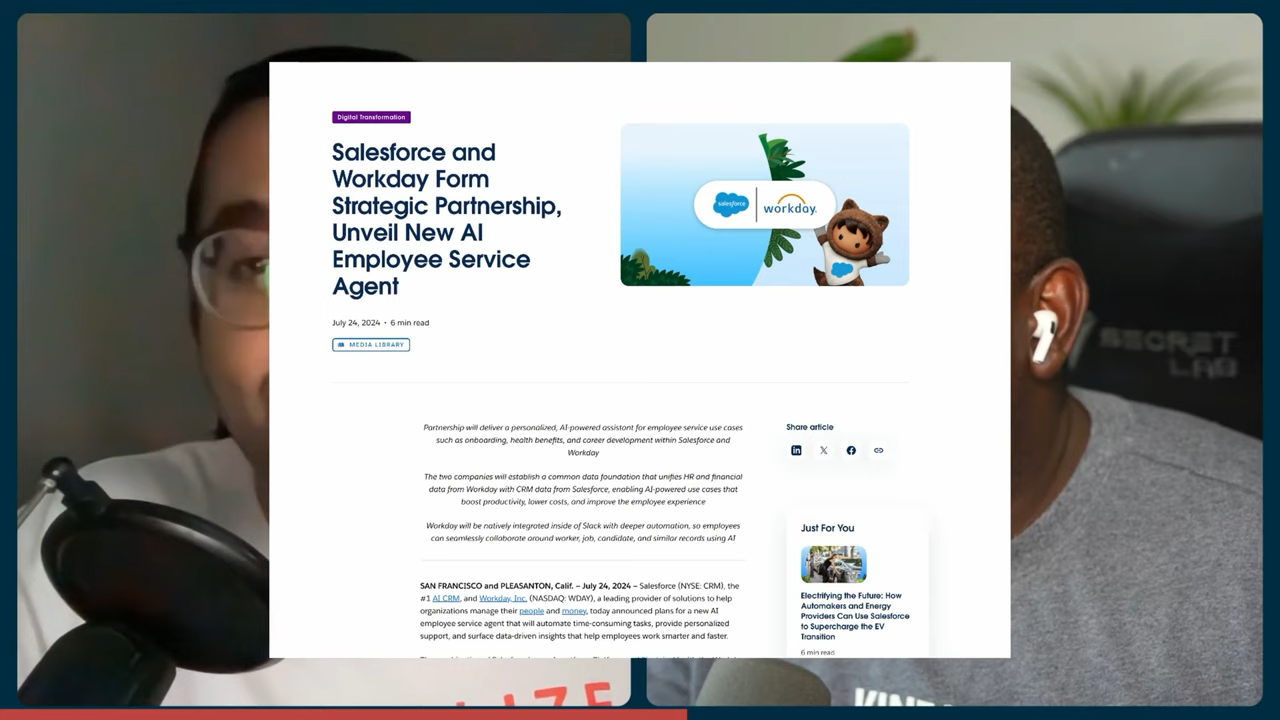 Digital Transformation
Salesforce and
Workday Form
Strategic Partnership,
Unveil New AI
Employee Service
Agent
July 24, 2024 • 6 min read
MEDIA LIBRARY
salesforce
workday.
Partnership will deliver a personalized, AI-powered assistant for employee service use cases
such as onboarding, health benefits, and career development within Salesforce and
Workday
The two companies will establish a common data foundation that unifies HR and financial
data from Workday with CRM data from Salesforce, enabling AI-powered use cases that
boost productivity, lower costs, and improve the employee experience
Workday will be natively integrated inside of Slack with deeper automation, so employees
can seamlessly collaborate around worker, job, candidate, and similar records using AI
SAN FRANCISCO and PLEASANTON, Calif. – July 24, 2024 – Salesforce (NYSE: CRM), the
#1 AI CRM, and Workday, Inc. (NASDAQ: WDAY), a leading provider of solutions to help
organizations manage their people and money, today announced plans for a new AI
employee service agent that will automate time-consuming tasks, provide personalized
support, and surface data-driven insights that help employees work smarter and faster.
Share article
Just For You
Electrifying the Future: How
Automakers and Energy
Providers Can Use Salesforce
to Supercharge the EV
Transition
6 min read
SECRET
LAB